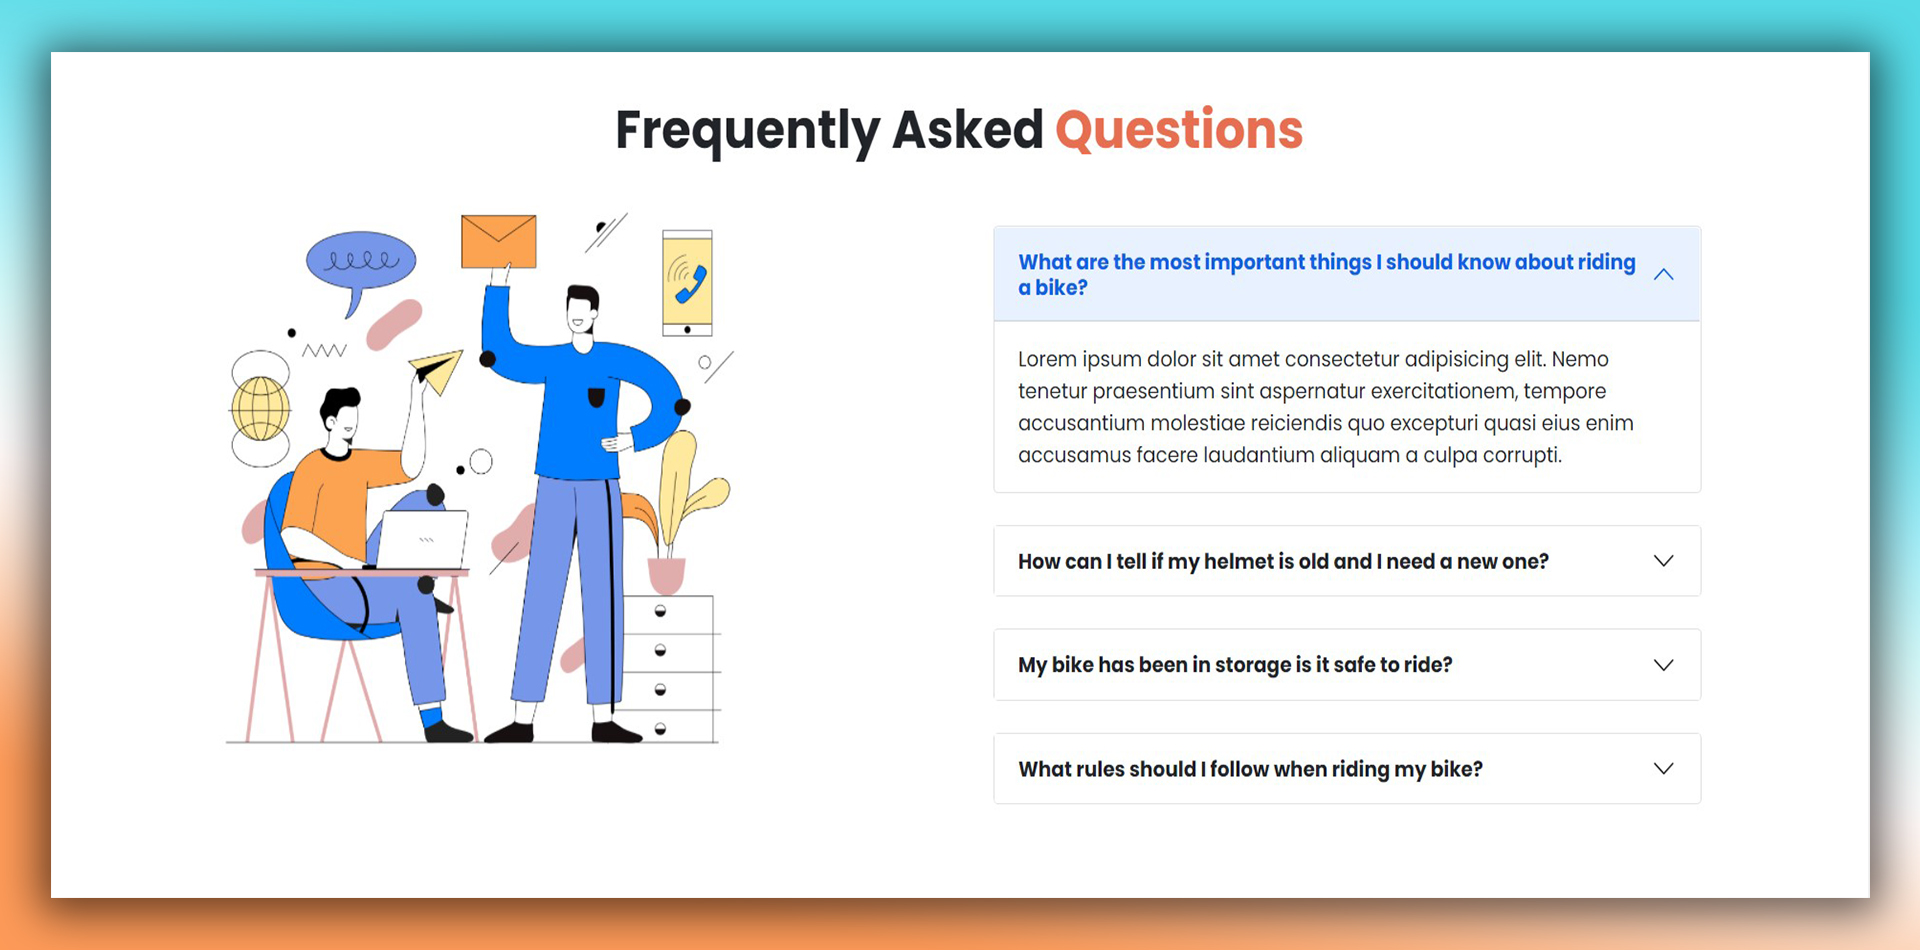 Frequently Asked Questions
What are the most important things I should know about riding
a bike?
Lorem ipsum dolor sit amet consectetur adipisicing elit. Nemo
tenetur praesentium sint aspernatur exercitationem, tempore
accusantium molestiae reiciendis quo excepturi quasi eius enim
accusamus facere laudantium aliquam a culpa corrupti.
How can I tell if my helmet is old and I need a new one?
My bike has been in storage is it safe to ride?
What rules should I follow when riding my bike?